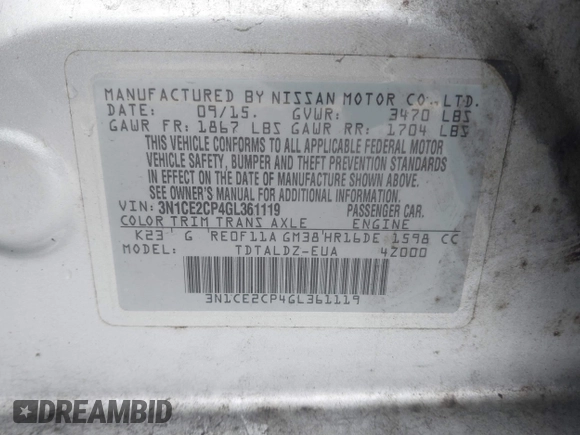 MANUFACTURED BY NISSAN MOTOR CO., LTD.
DATE: 09/15. GVWR: 3470 LBS
GAWR FR: 1867 LBS GAWR RR: 1704 LBS
THIS VEHICLE CONFORMS TO ALL APPLICABLE FEDERAL MOTOR
VEHICLE SAFETY, BUMPER AND THEFT PREVENTION STANDARDS
IN EFFECT ON THE DATE OF MANUFACTURE SHOWN ABOVE.
SEE OWNER'S MANUAL FOR ADDITIONAL INFORMATION.
VIN: 3N1CE2CP4GL361119 PASSENGER CAR.
COLOR TRIM TRANS AXLE ENGINE
K23 G RE0F11A GM38 HR16DE 1598 CC
MODEL: TDTALDZ-EUA 42000
3N1CE2CP4GL361119
DREAMBID